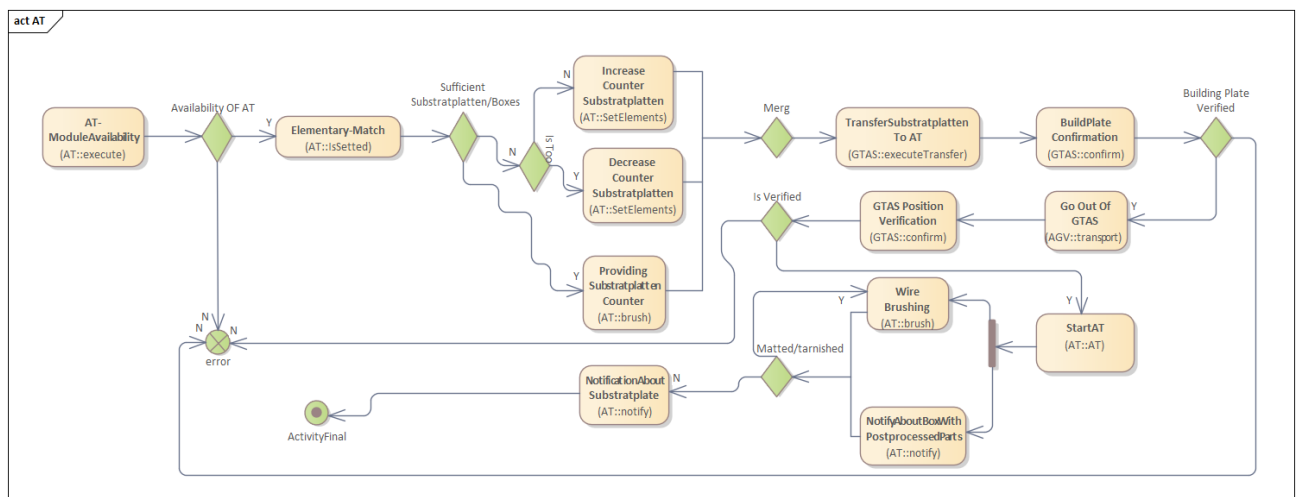 act AT
AT-
ModuleAvailability
(AT::execute)
Availability OF AT
Y
N
Elementary-Match
(AT::IsSetted)
Sufficient
Substratplatten/Boxes
N
Y
Is Too
N
Y
Increase
Counter
Substratplatten
(AT::SetElements)
Decrease
Counter
Substratplatten
(AT::SetElements)
Providing
Substratplatten
Counter
(AT::brush)
Merg
TransferSubstratplatten
To AT
(GTAS::executeTransfer)
BuildPlate
Confirmation
(GTAS::confirm)
Building Plate
Verified
Y
Go Out Of
GTAS
(AGV::transport)
GTAS Position
Verification
(GTAS::confirm)
Is Verified
Y
StartAT
(AT::AT)
Wire
Brushing
(AT::brush)
Y
NotifyAboutBoxWith
PostprocessedParts
(AT::notify)
Matted/tarnished
N
NotificationAbout
Substratplate
(AT::notify)
ActivityFinal
N
N
error